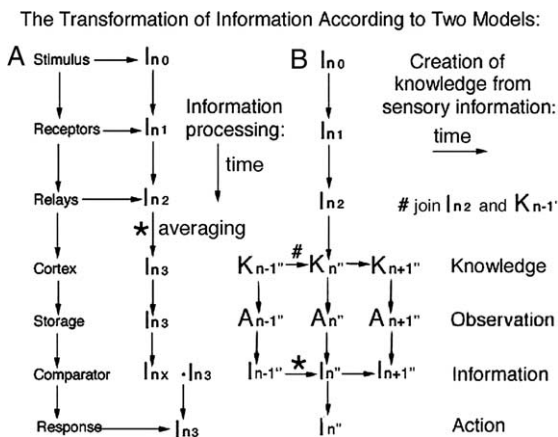 The Transformation of Information According to Two Models:
A Stimulus In0 B In0 Creation of
knowledge from
Information sensory information:
Receptors In1 processing: In1 time
time
Relays In2 In2 # join In2 and Kn-1'
* averaging
#
Cortex In3 Kn-1" Kn" Kn+1" Knowledge
Storage In3 An-1" An" An+1" Observation
*
Comparator Inx · In3 In-1" In" In+1" Information
Response In3 In" Action